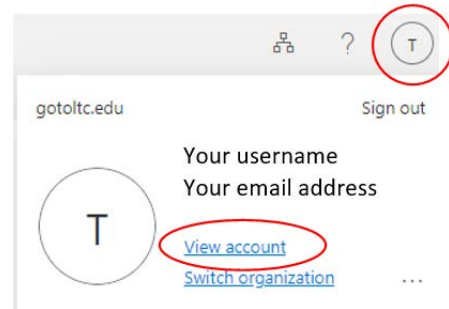 ? T
gotoltc.edu Sign out
T
Your username
Your email address
View account
Switch organization ...